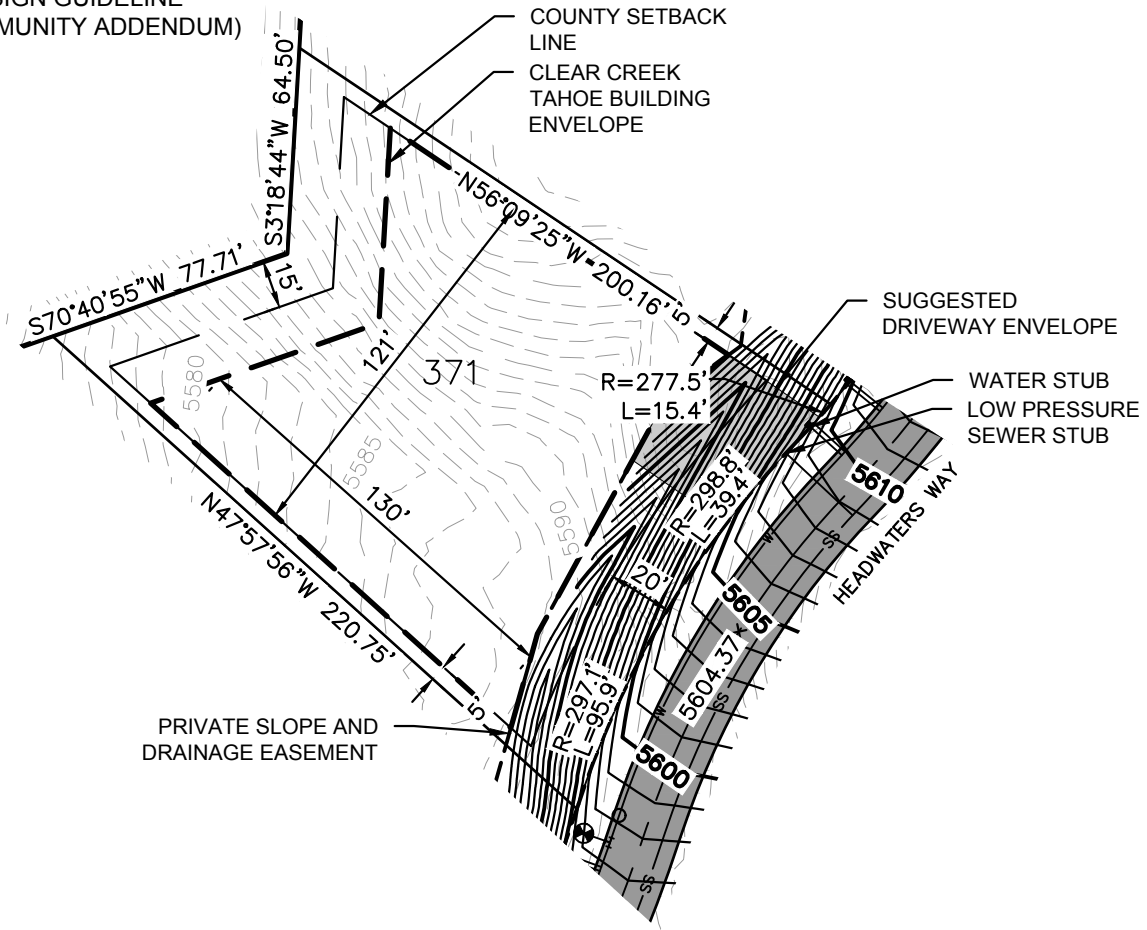 SIGN GUIDELINE
MUNITY ADDENDUM)
COUNTY SETBACK
LINE
CLEAR CREEK
TAHOE BUILDING
ENVELOPE
S3°18'44"W 64.50'
N56°09'25"W 200.16'
S70°40'55"W 77.71'
15'
121'
371
5'
SUGGESTED
DRIVEWAY ENVELOPE
R=277.5'
L=15.4'
WATER STUB
LOW PRESSURE
SEWER STUB
5580
5585
5590
130'
R=298.8'
L=39.4'
5610
HEADWATERS WAY
W
SS
N47°57'56"W 220.75'
20'
5605
5604.37
SS
W
5'
R=297.1'
L=95.9'
5600
PRIVATE SLOPE AND
DRAINAGE EASEMENT
SS